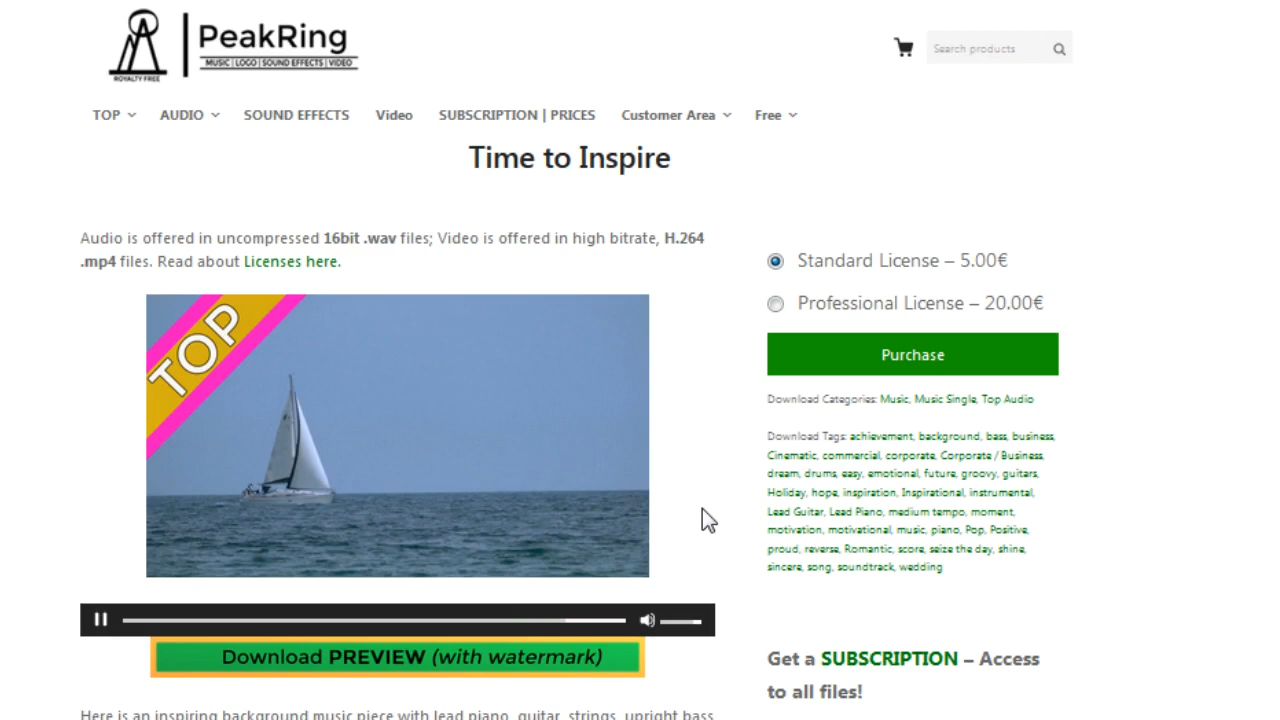 PeakRing
MUSIC | LOGO | SOUND EFFECTS | VIDEO
ROYALTY FREE
Search products
TOP AUDIO SOUND EFFECTS Video SUBSCRIPTION | PRICES Customer Area Free
Time to Inspire
Audio is offered in uncompressed 16bit .wav files; Video is offered in high bitrate, H.264
.mp4 files. Read about Licenses here.
TOP
Download PREVIEW (with watermark)
Here is an inspiring background music piece with lead piano, guitar, strings, upright bass
Standard License – 5.00€
Professional License – 20.00€
Purchase
Download Categories: Music, Music Single, Top Audio
Download Tags: achievement, background, bass, business,
Cinematic, commercial, corporate, Corporate / Business,
dream, drums, easy, emotional, future, groovy, guitars,
Holiday, hope, inspiration, Inspirational, instrumental,
Lead Guitar, Lead Piano, medium tempo, moment,
motivation, motivational, music, piano, Pop, Positive,
proud, reverse, Romantic, score, seize the day, shine,
sincere, song, soundtrack, wedding
Get a SUBSCRIPTION – Access
to all files!